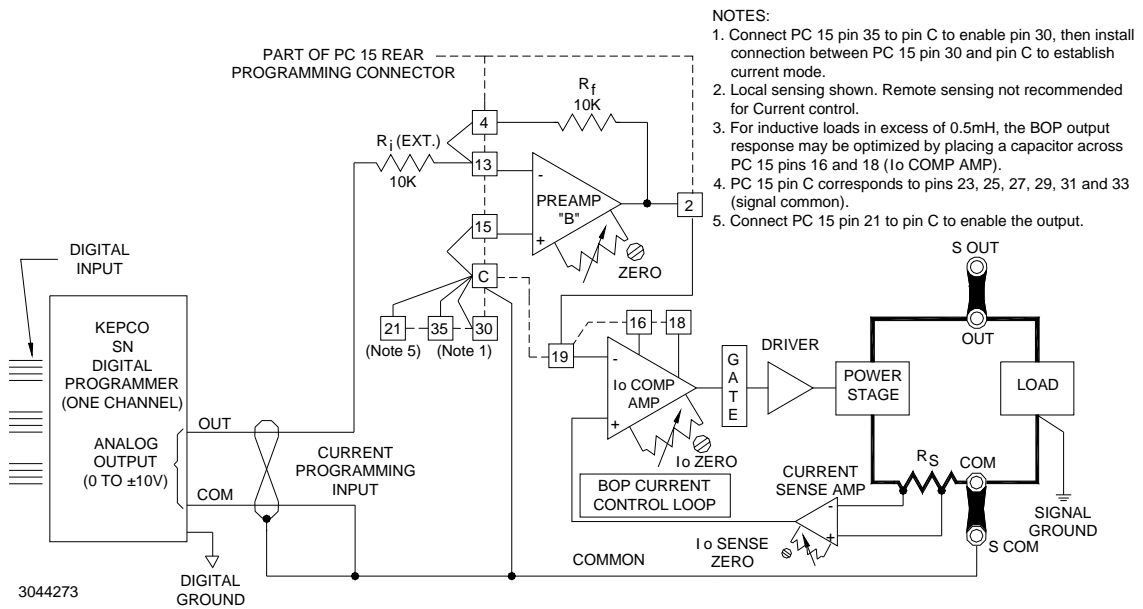 NOTES:
1. Connect PC 15 pin 35 to pin C to enable pin 30, then install
connection between PC 15 pin 30 and pin C to establish
current mode.
2. Local sensing shown. Remote sensing not recommended
for Current control.
3. For inductive loads in excess of 0.5mH, the BOP output
response may be optimized by placing a capacitor across
PC 15 pins 16 and 18 (Io COMP AMP).
4. PC 15 pin C corresponds to pins 23, 25, 27, 29, 31 and 33
(signal common).
5. Connect PC 15 pin 21 to pin C to enable the output.
PART OF PC 15 REAR
PROGRAMMING CONNECTOR
Rf
10K
4
Ri (EXT.)
10K
13
-
PREAMP
"B"
+
2
15
ZERO
C
21
35
30
(Note 5)
(Note 1)
19
16
18
-
Io COMP
AMP
+
Io ZERO
GATE
DRIVER
POWER
STAGE
S OUT
OUT
LOAD
RS
COM
S COM
SIGNAL
GROUND
CURRENT
SENSE AMP
-
+
Io SENSE
ZERO
BOP CURRENT
CONTROL LOOP
DIGITAL
INPUT
KEPCO
SN
DIGITAL
PROGRAMMER
(ONE CHANNEL)
ANALOG
OUTPUT
(0 TO ±10V)
OUT
COM
CURRENT
PROGRAMMING
INPUT
COMMON
DIGITAL
GROUND
3044273